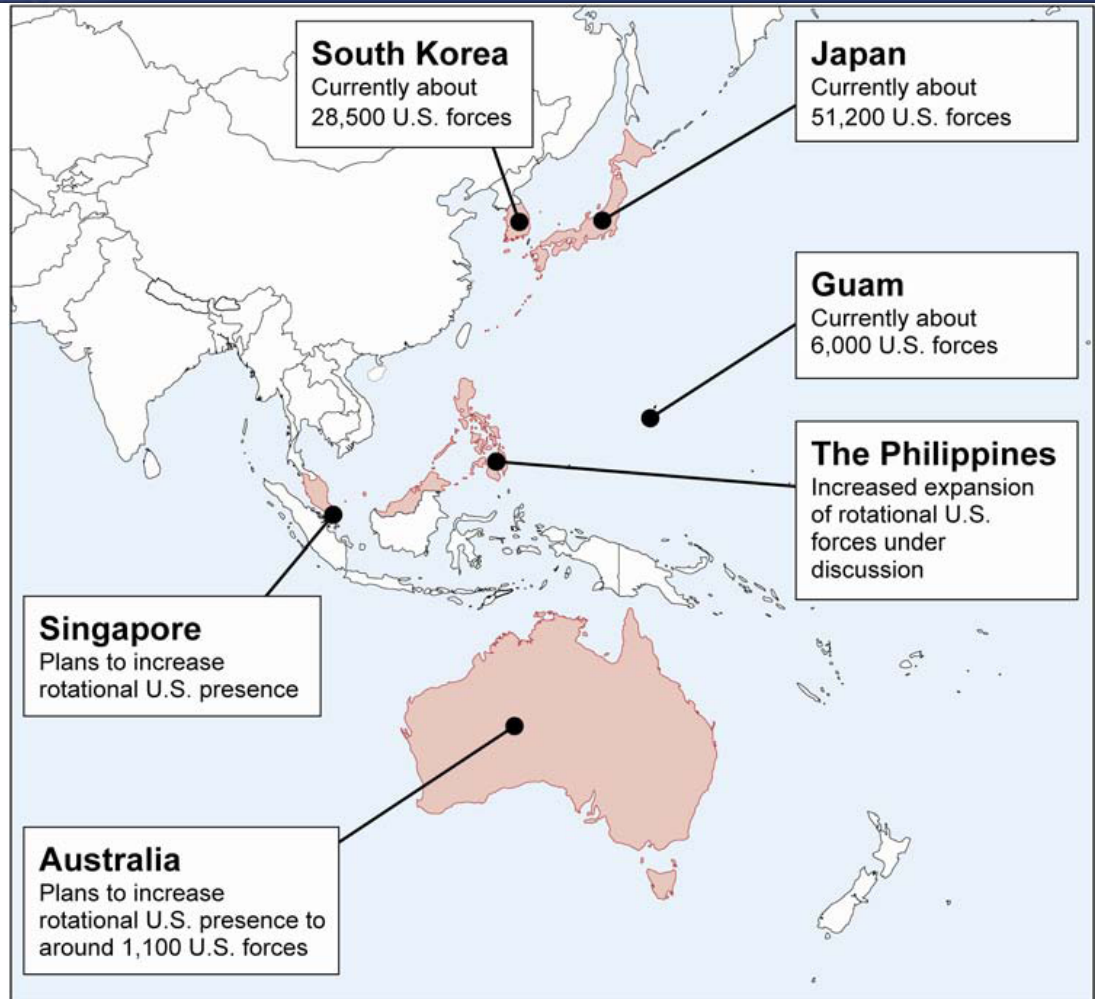 South Korea
Currently about
28,500 U.S. forces
Japan
Currently about
51,200 U.S. forces
Guam
Currently about
6,000 U.S. forces
The Philippines
Increased expansion
of rotational U.S.
forces under
discussion
Singapore
Plans to increase
rotational U.S. presence
Australia
Plans to increase
rotational U.S. presence to
around 1,100 U.S. forces